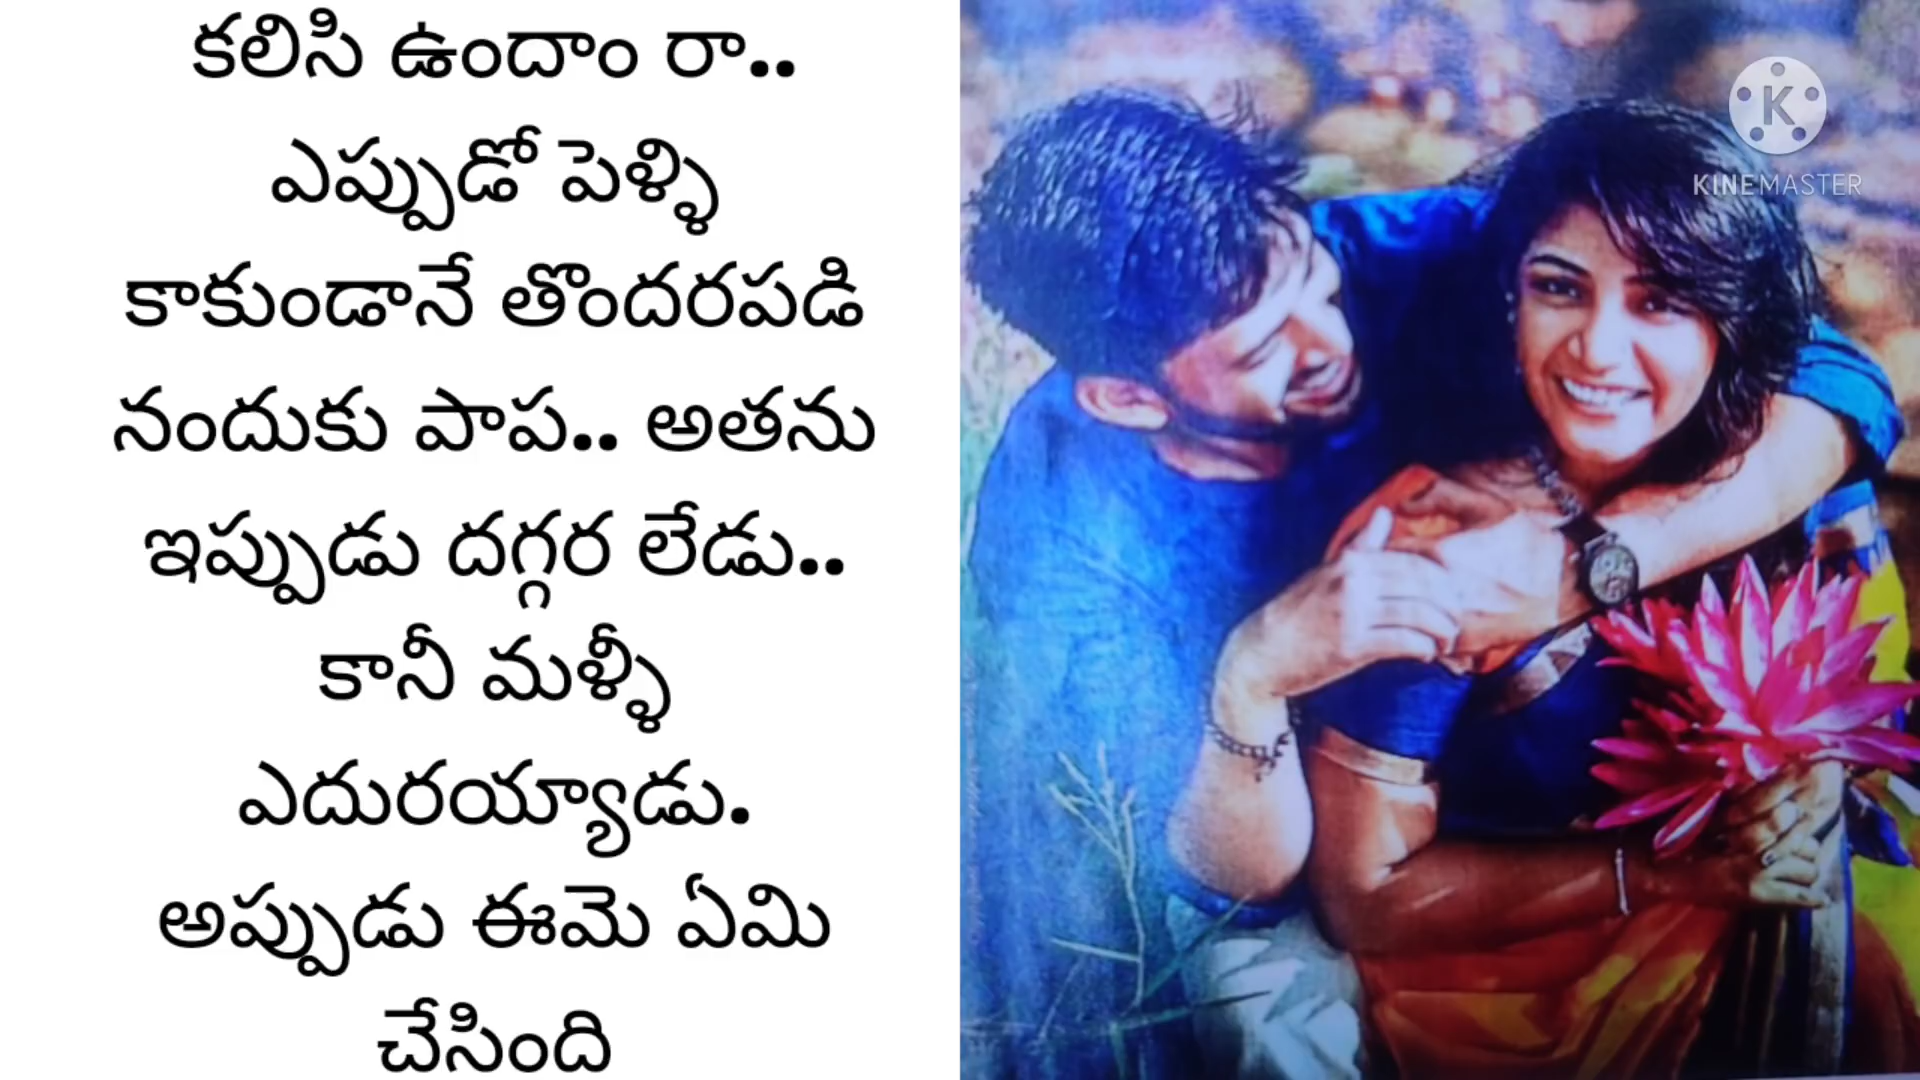 కలిసి ఉందాం రా..
ఎప్పుడో పెళ్ళి
కాకుండానే తొందరపడి
నందుకు పాప.. అతను
ఇప్పుడు దగ్గర లేడు..
కానీ మళ్ళీ
ఎదురయ్యాడు.
అప్పుడు ఈమె ఏమి
చేసింది
K
KINEMASTER